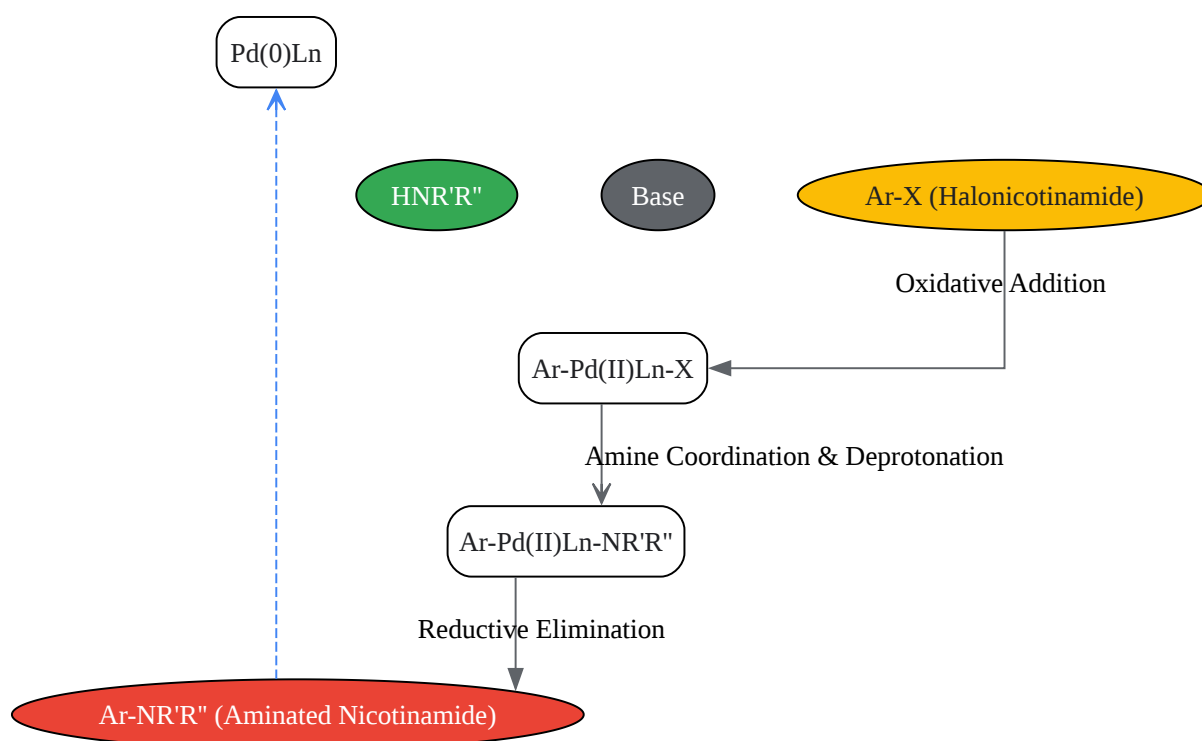 Pd(0)Ln
HNR'R"
Base
Ar-X (Halonicotinamide)
Oxidative Addition
Ar-Pd(II)Ln-X
Amine Coordination & Deprotonation
Ar-Pd(II)Ln-NR'R"
Reductive Elimination
Ar-NR'R" (Aminated Nicotinamide)